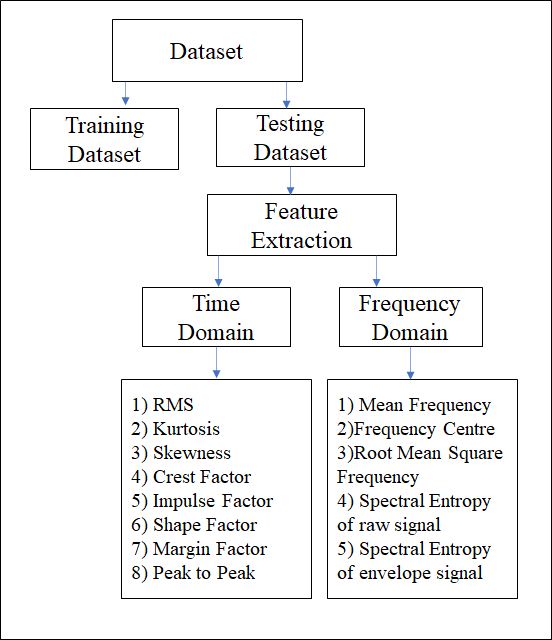 Dataset
Training
Dataset
Testing
Dataset
Feature
Extraction
Time
Domain
Frequency
Domain
1) RMS
2) Kurtosis
3) Skewness
4) Crest Factor
5) Impulse Factor
6) Shape Factor
7) Margin Factor
8) Peak to Peak
1) Mean Frequency
2)Frequency Centre
3)Root Mean Square
Frequency
4) Spectral Entropy
of raw signal
5) Spectral Entropy
of envelope signal